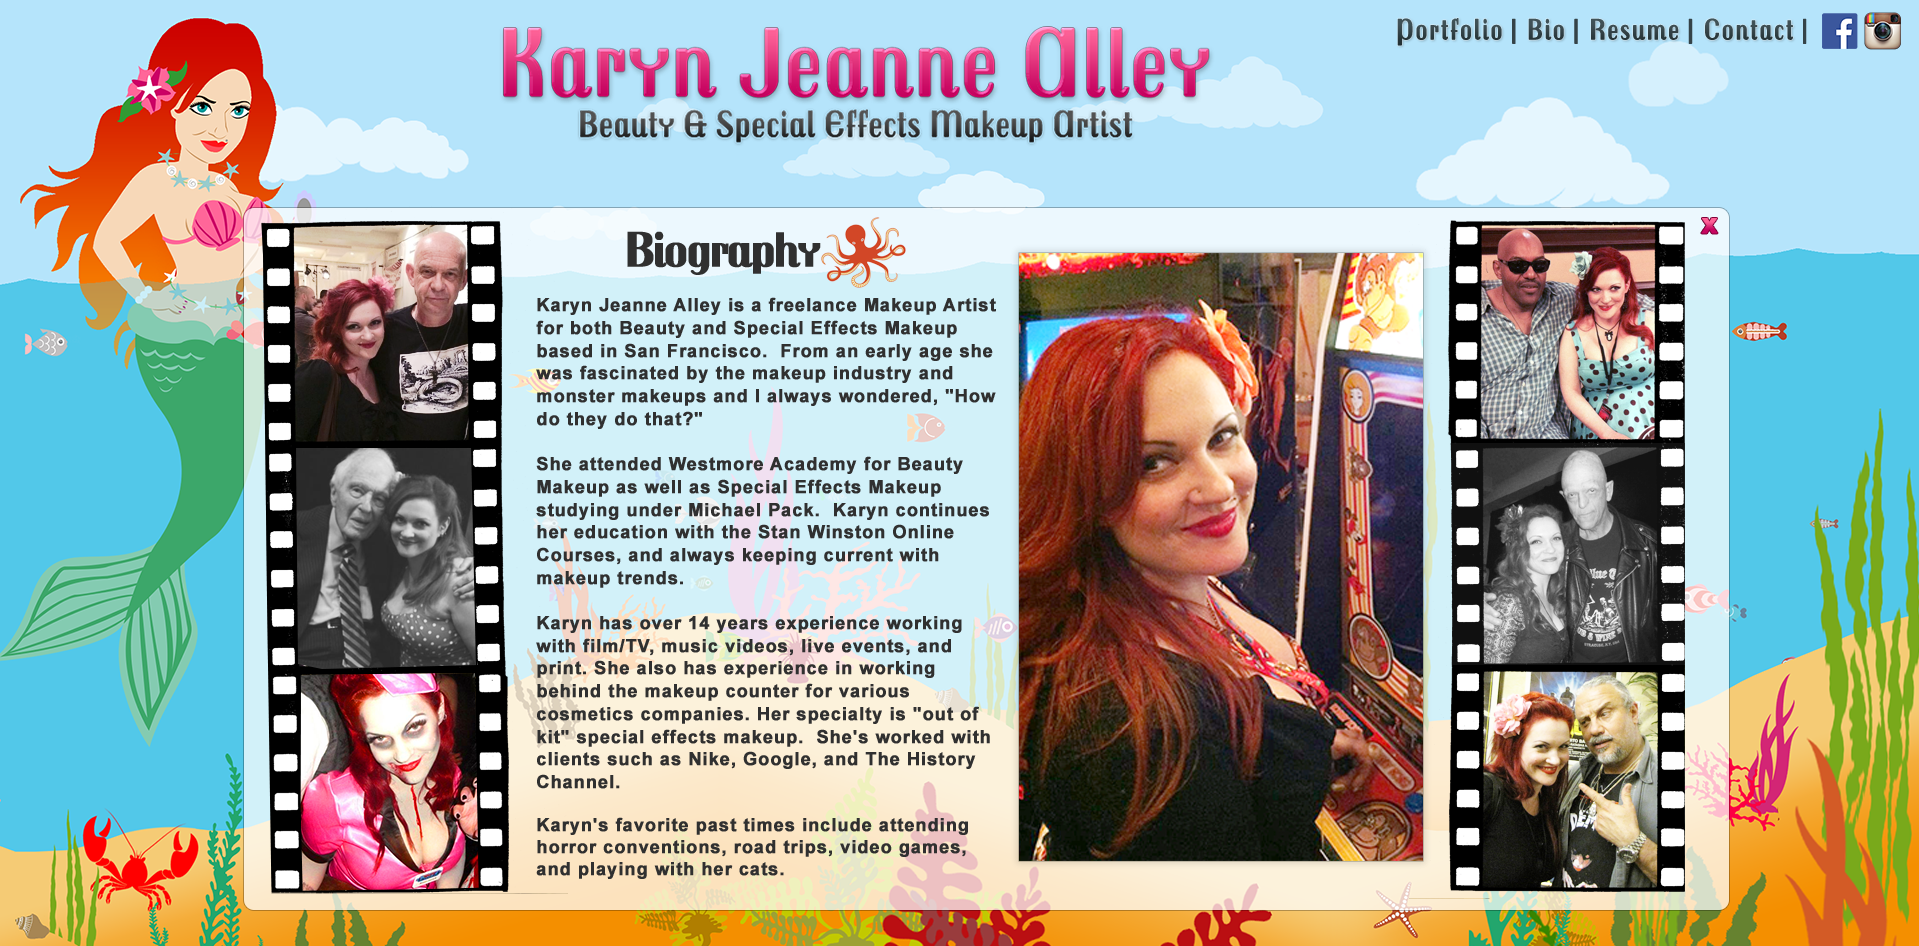 Portfolio | Bio | Resume | Contact |
Karyn Jeanne Alley
Beauty & Special Effects Makeup Artist
X
Biography
Karyn Jeanne Alley is a freelance Makeup Artist
for both Beauty and Special Effects Makeup
based in San Francisco.  From an early age she
was fascinated by the makeup industry and
monster makeups and I always wondered, "How
do they do that?"
She attended Westmore Academy for Beauty
Makeup as well as Special Effects Makeup
studying under Michael Pack.  Karyn continues
her education with the Stan Winston Online
Courses, and always keeping current with
makeup trends.
Karyn has over 14 years experience working
with film/TV, music videos, live events, and
print. She also has experience in working
behind the makeup counter for various
cosmetics companies. Her specialty is "out of
kit" special effects makeup.  She's worked with
clients such as Nike, Google, and The History
Channel.
Karyn's favorite past times include attending
horror conventions, road trips, video games,
and playing with her cats.